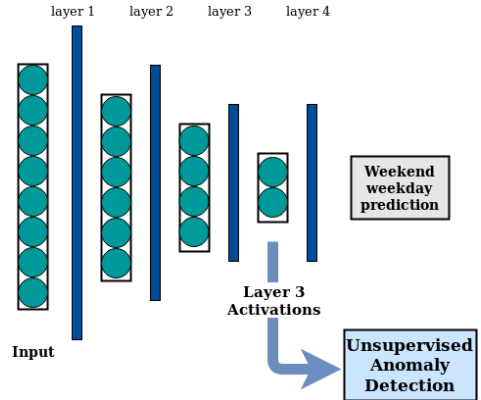 layer 1
layer 2
layer 3
layer 4
Weekend
weekday
prediction
Layer 3
Activations
Input
Unsupervised
Anomaly
Detection